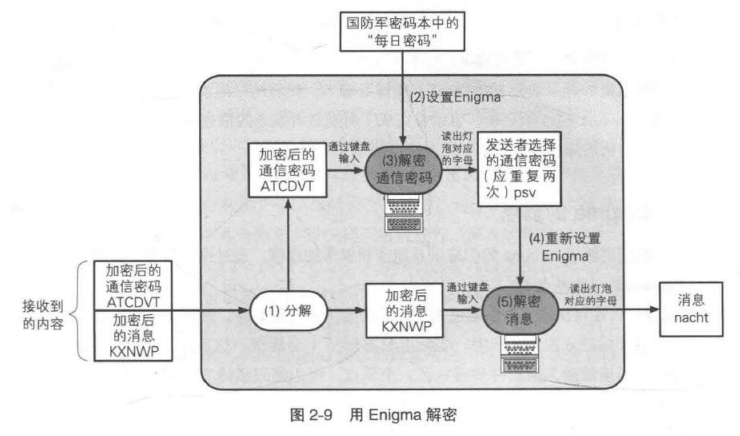 国防军密码本中的
“每日密码”
(2)设置Enigma
加密后的
通信密码
ATCDVT
通过键盘
输入
(3)解密
通信密码
读出灯
泡对应
的字母
发送者选择
的通信密码
(应重复两
次) psv
(4)重新设置
Enigma
接收到
的内容
加密后的
通信密码
ATCDVT
加密后
的消息
KXNWP
(1) 分解
加密后
的消息
KXNWP
通过键盘
输入
(5)解密
消息
读出灯泡
对应的字母
消息
nacht
图 2-9 用 Enigma 解密